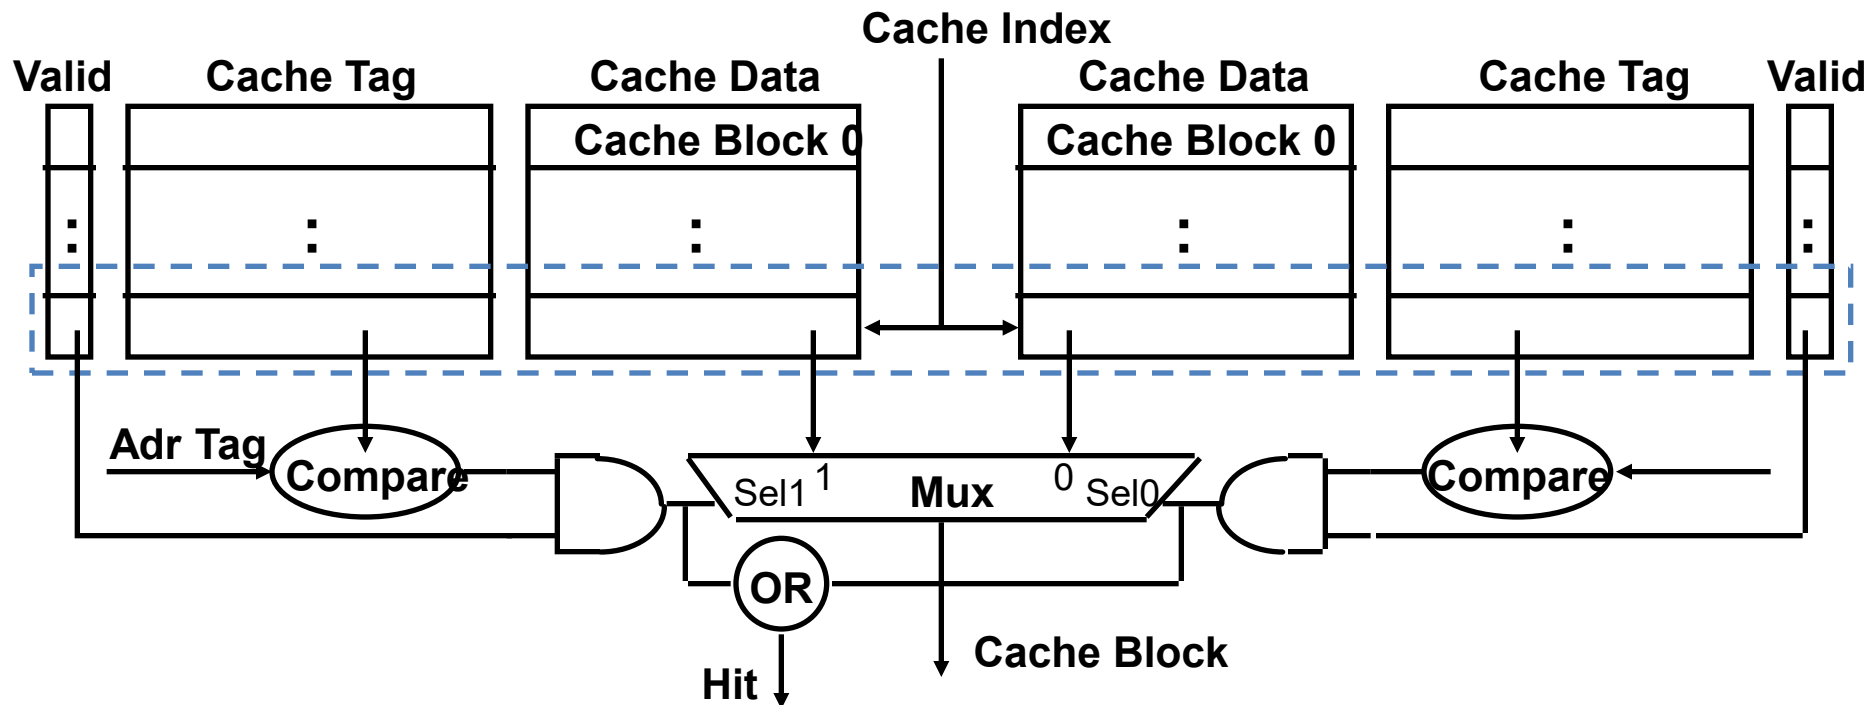 Cache Index
Valid Cache Tag Cache Data Cache Data Cache Tag Valid
Cache Block 0 Cache Block 0
: : : : : :
Adr Tag
Compare Sel1 1 Mux 0 Sel0 Compare
OR
Cache Block
Hit